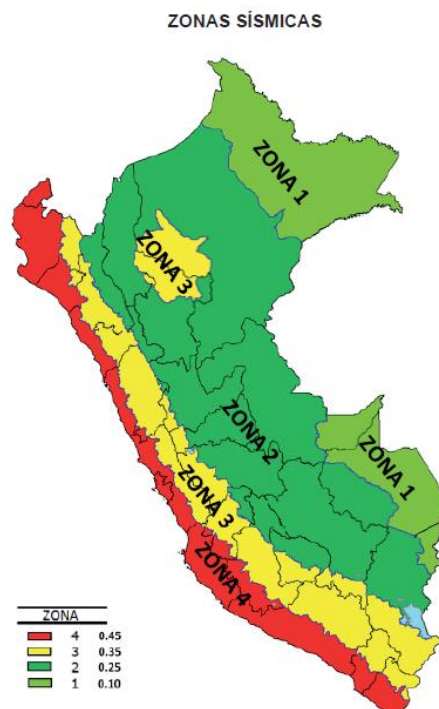 ZONAS SÍSMICAS
ZONA 1
ZONA 3
ZONA 2
ZONA 1
ZONA 3
ZONA 4
ZONA
4 0.45
3 0.35
2 0.25
1 0.10